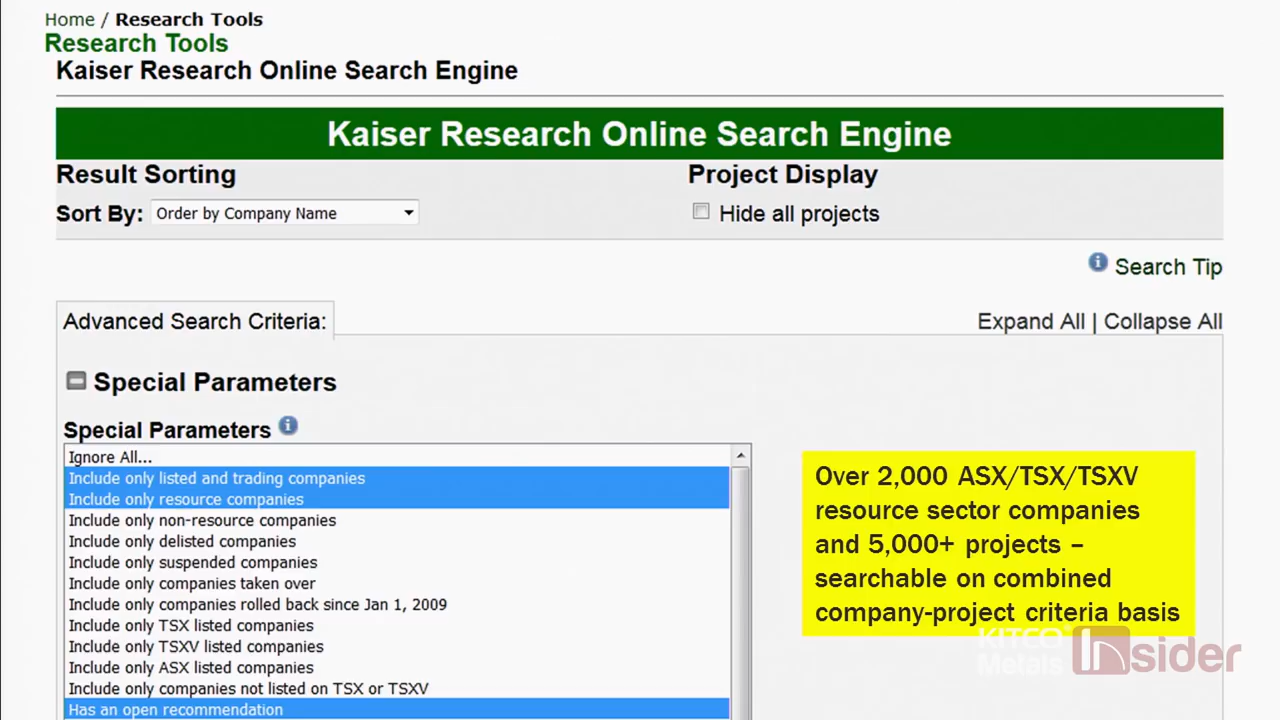 Home / Research Tools
Research Tools
Kaiser Research Online Search Engine
Kaiser Research Online Search Engine
Result Sorting
Project Display
Sort By: Order by Company Name
Hide all projects
Search Tip
Advanced Search Criteria:
Expand All | Collapse All
Special Parameters
Special Parameters
Ignore All...
Include only listed and trading companies
Include only resource companies
Include only non-resource companies
Include only delisted companies
Include only suspended companies
Include only companies taken over
Include only companies rolled back since Jan 1, 2009
Include only TSX listed companies
Include only TSXV listed companies
Include only ASX listed companies
Include only companies not listed on TSX or TSXV
Has an open recommendation
Over 2,000 ASX/TSX/TSXV
resource sector companies
and 5,000+ projects –
searchable on combined
company-project criteria basis
KITCO
Metals
Insider